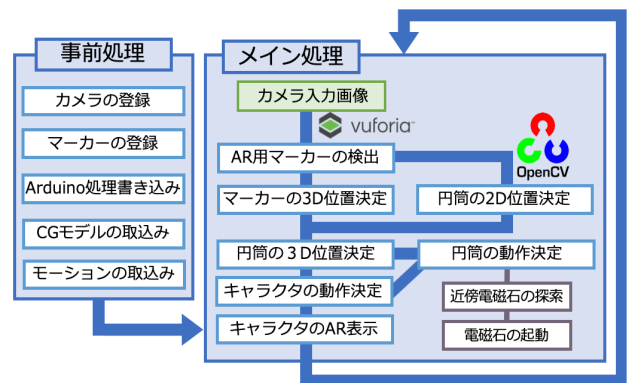 事前処理
カメラの登録
マーカーの登録
Arduino処理書き込み
CGモデルの取込み
モーションの取込み
メイン処理
カメラ入力画像
vuforia™
OpenCV
AR用マーカーの検出
マーカーの3D位置決定
円筒の2D位置決定
円筒の３D位置決定
円筒の動作決定
キャラクタの動作決定
近傍電磁石の探索
キャラクタのAR表示
電磁石の起動